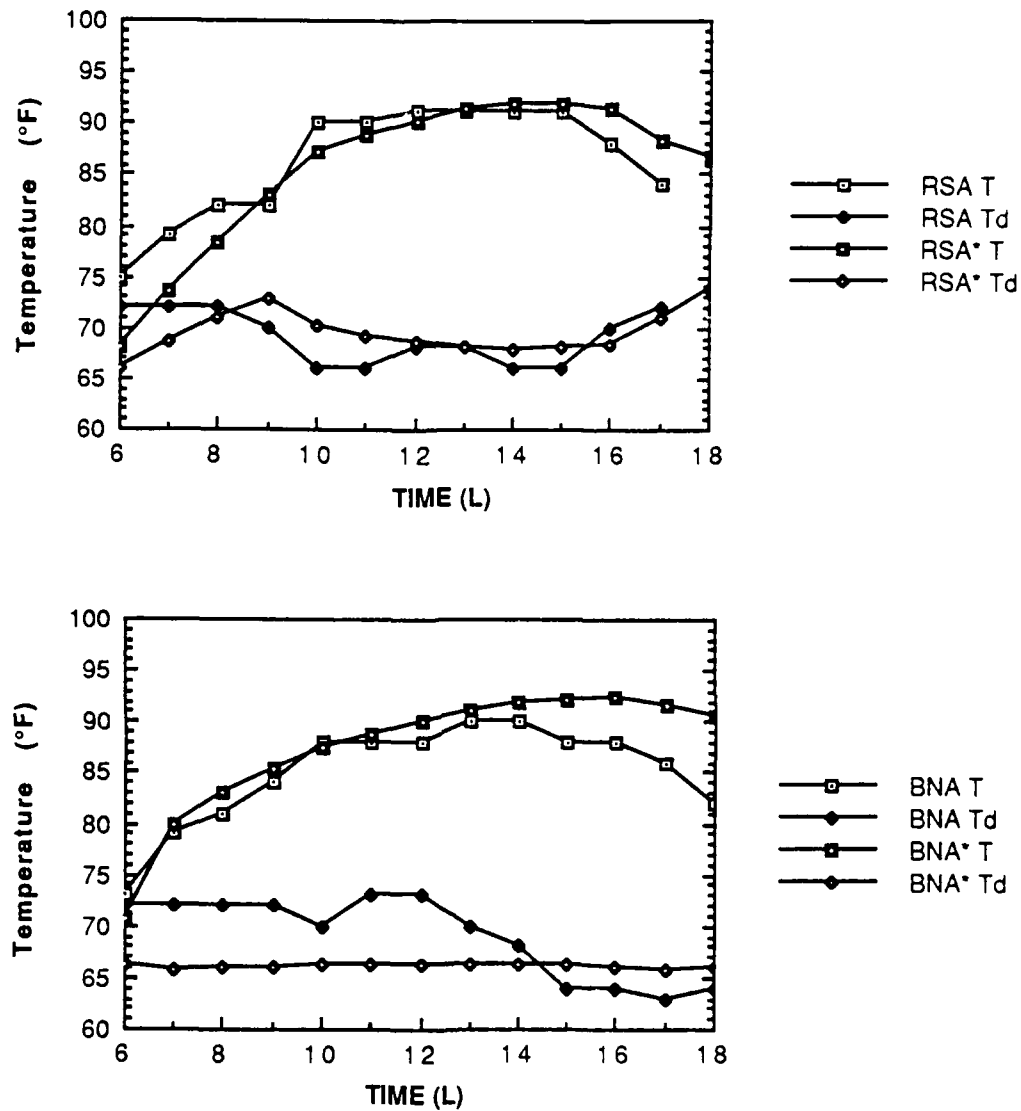 100
95
90
85
80
75
70
65
60
Temperature (°F)
6 8 10 12 14 16 18
TIME (L)
RSA T
RSA Td
RSA* T
RSA* Td
100
95
90
85
80
75
70
65
60
Temperature (°F)
6 8 10 12 14 16 18
TIME (L)
BNA T
BNA Td
BNA* T
BNA* Td